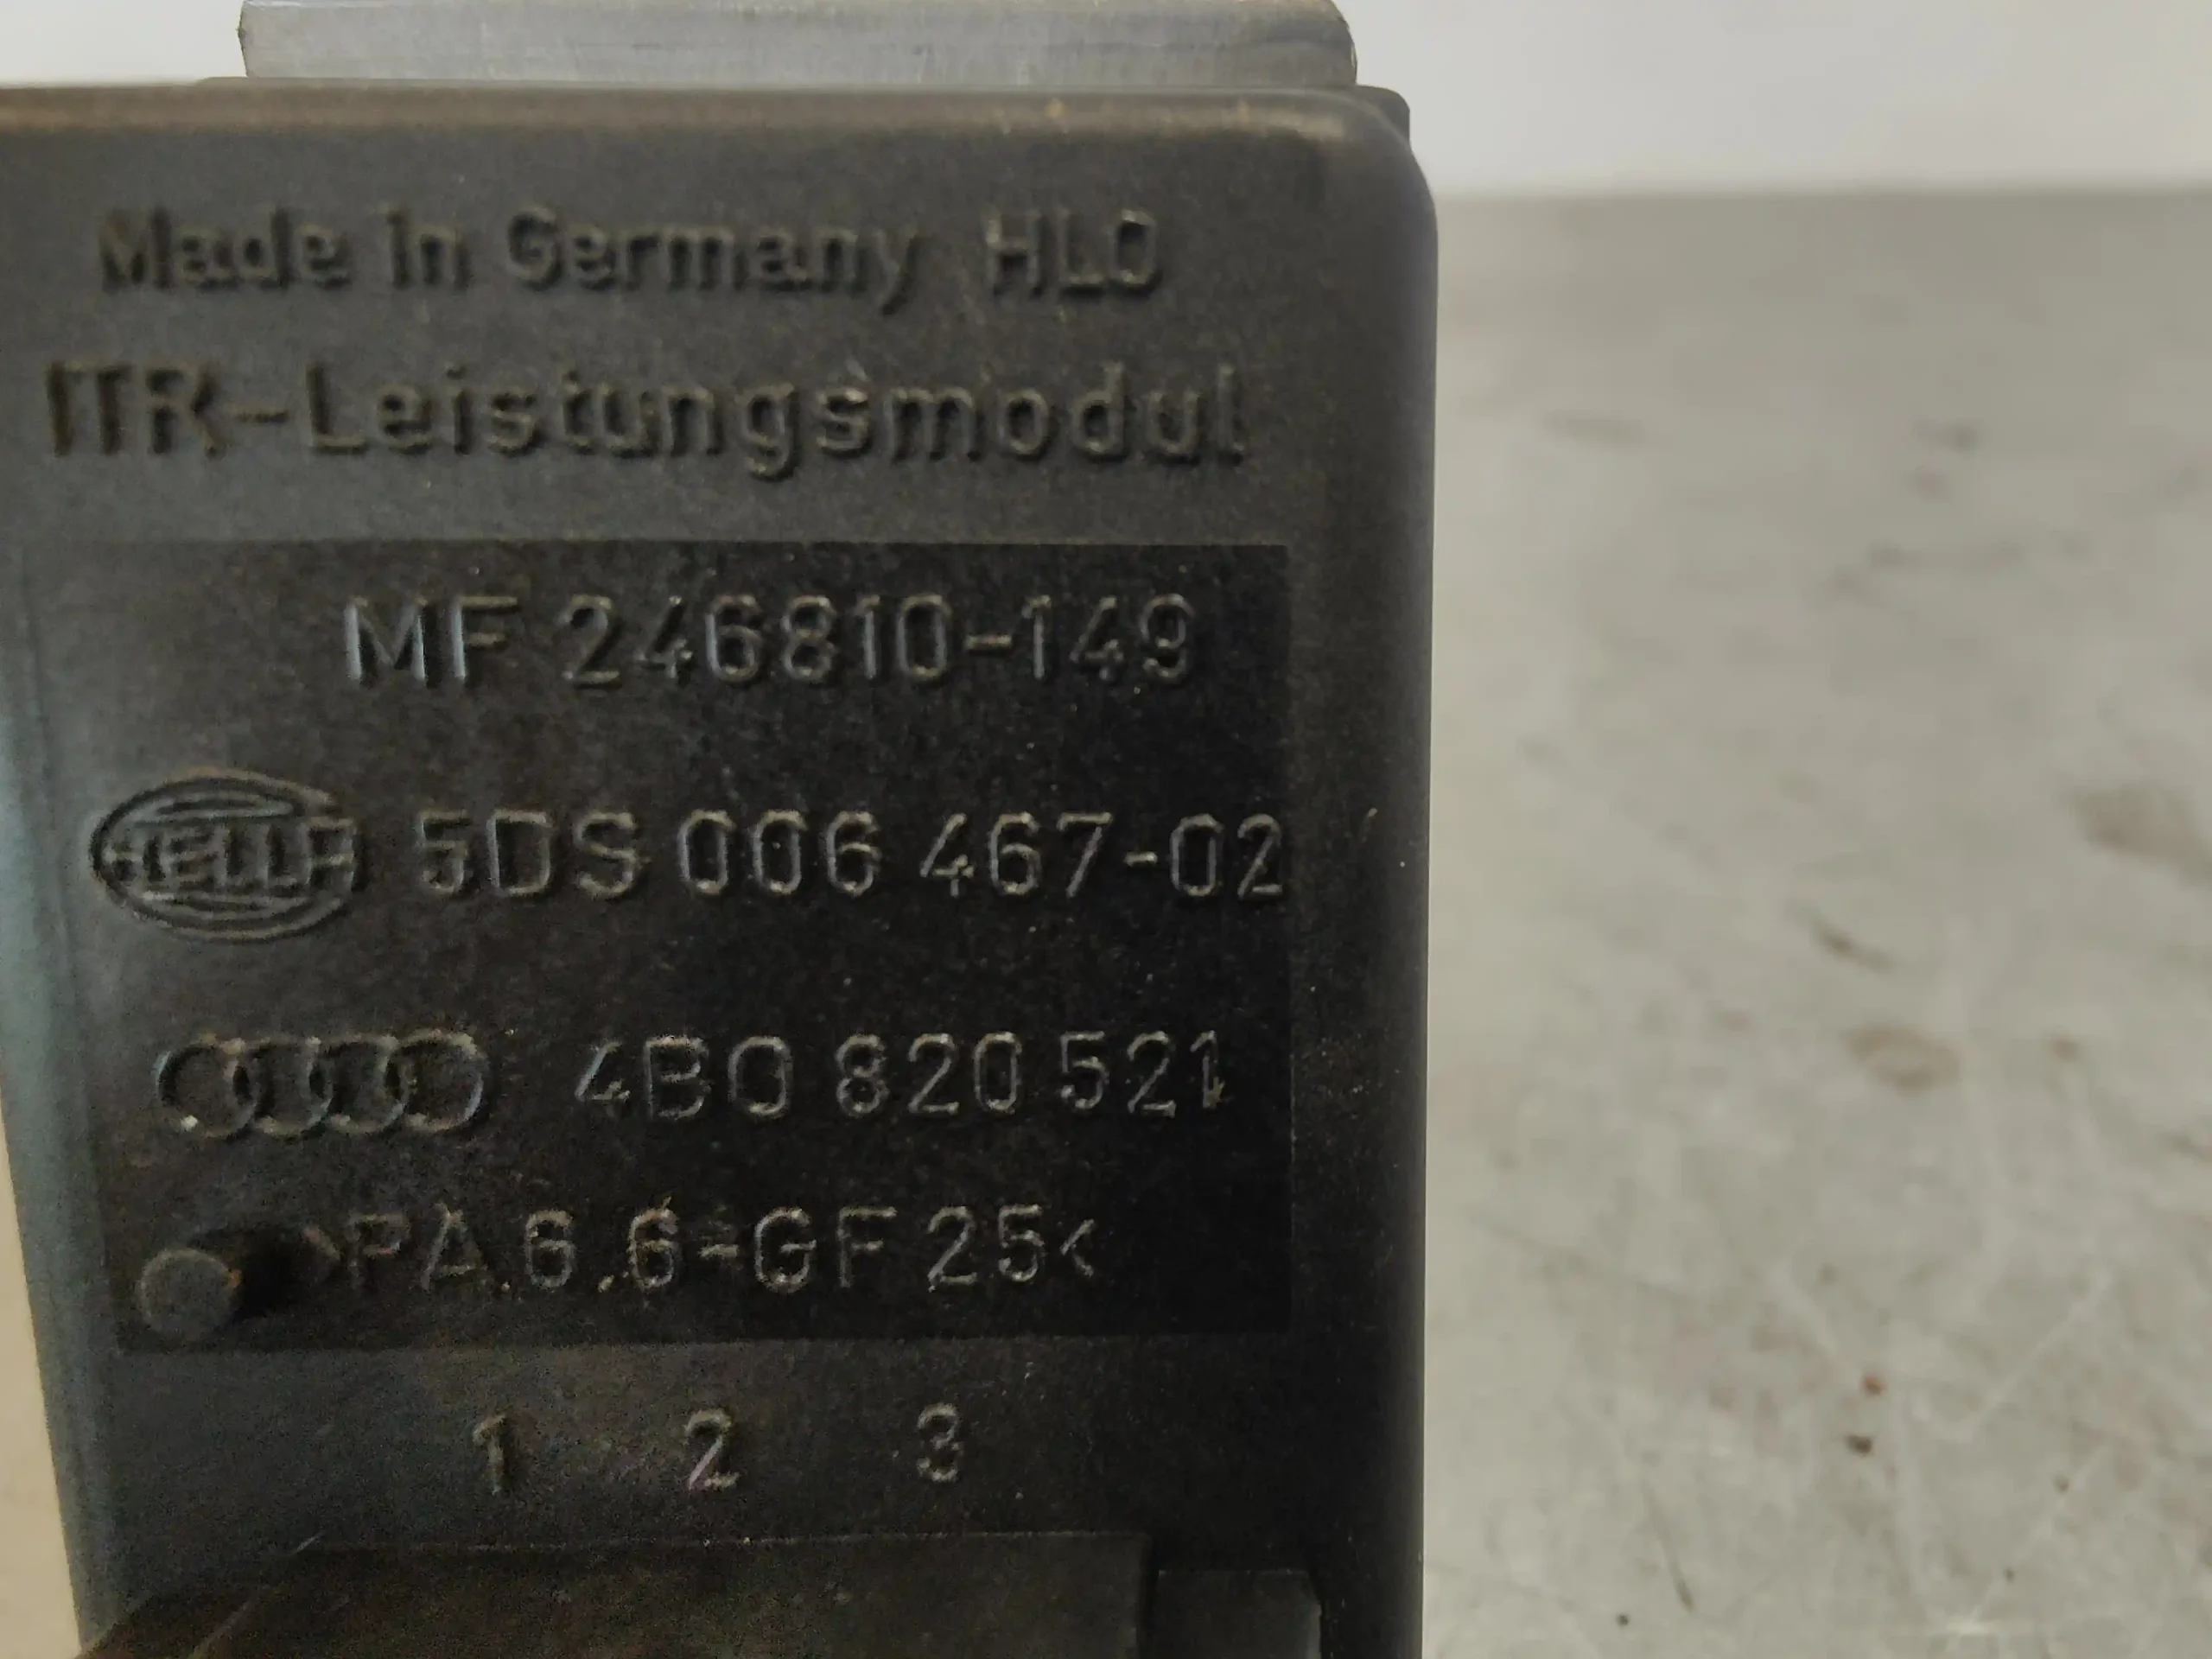 Made in Germany HLO
ITR-Leistungsmodul
MF 246810-149
HELLA 5DS 006 467-02
4B0 820 521
>PA 6.6-GF 25<
1 2 3